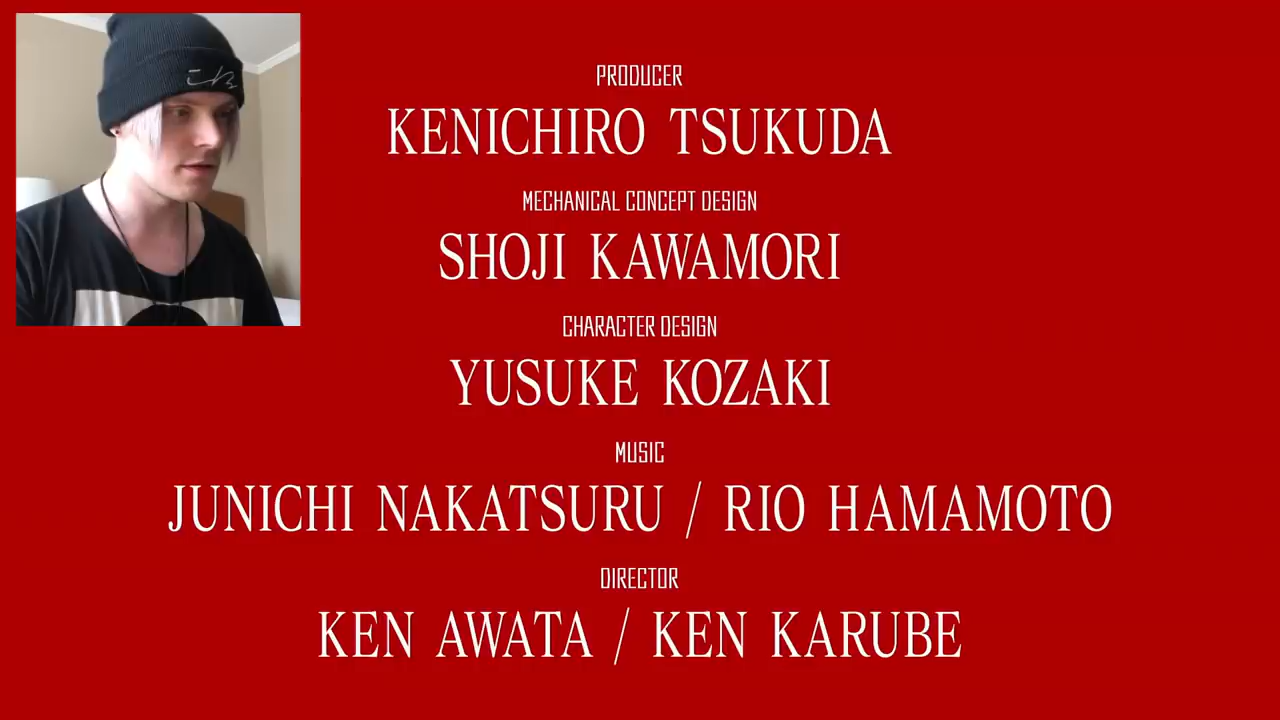 PRODUCER
KENICHIRO TSUKUDA
MECHANICAL CONCEPT DESIGN
SHOJI KAWAMORI
CHARACTER DESIGN
YUSUKE KOZAKI
MUSIC
JUNICHI NAKATSURU / RIO HAMAMOTO
DIRECTOR
KEN AWATA / KEN KARUBE